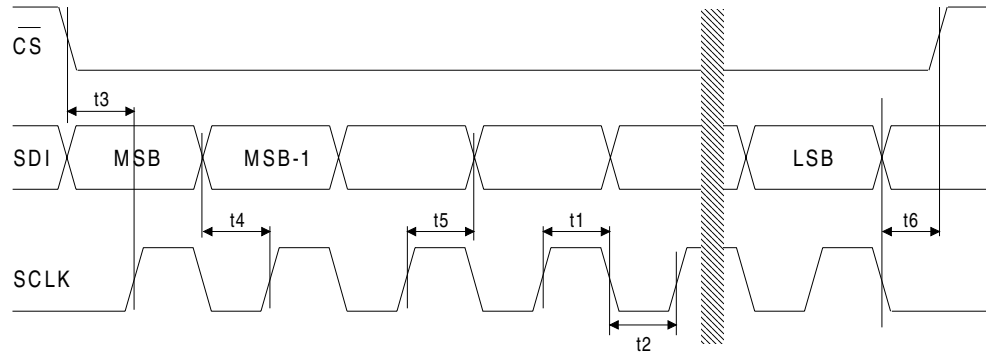 CS
t3
SDI MSB MSB-1 LSB
t4 t5 t1 t6
SCLK
t2